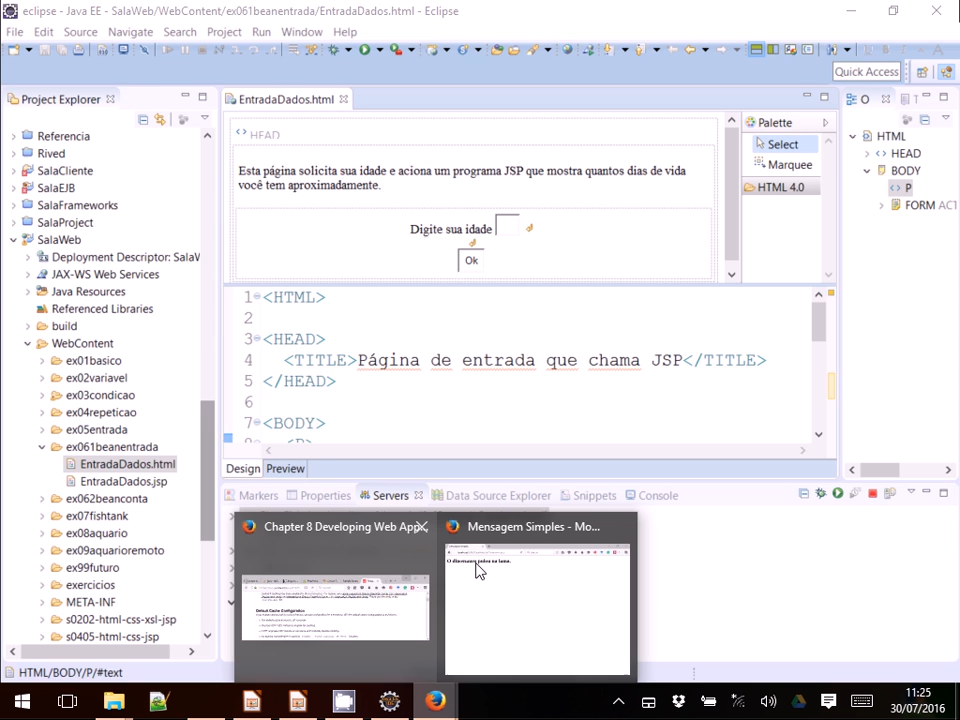 eclipse - Java EE - SalaWeb/WebContent/ex061beanentrada/EntradaDados.html - Eclipse
File Edit Source Navigate Search Project Run Window Help
Quick Access
Project Explorer
EntradaDados.html
O
T
Referencia
Rived
SalaCliente
SalaEJB
SalaFrameworks
SalaProject
SalaWeb
Deployment Descriptor: SalaW
JAX-WS Web Services
Java Resources
Referenced Libraries
build
WebContent
ex01basico
ex02variavel
ex03condicao
ex04repeticao
ex05entrada
ex061beanentrada
EntradaDados.html
EntradaDados.jsp
ex062beanconta
ex07fishtank
ex08aquario
ex09aquarioremoto
ex99futuro
exercicios
META-INF
s0202-html-css-xsl-jsp
s0405-html-css-jsp
HEAD
Esta página solicita sua idade e aciona um programa JSP que mostra quantos dias de vida
você tem aproximadamente.
Digite sua idade
Ok
Palette
Select
Marquee
HTML 4.0
HTML
HEAD
BODY
P
FORM ACT
1 <HTML>
2
3 <HEAD>
4 <TITLE>Página de entrada que chama JSP</TITLE>
5 </HEAD>
6
7 <BODY>
Design Preview
Markers Properties Servers Data Source Explorer Snippets Console
Chapter 8 Developing Web App
Mensagem Simples - Mo...
Default Cache Configuration
HTML/BODY/P/#text
11:25
30/07/2016